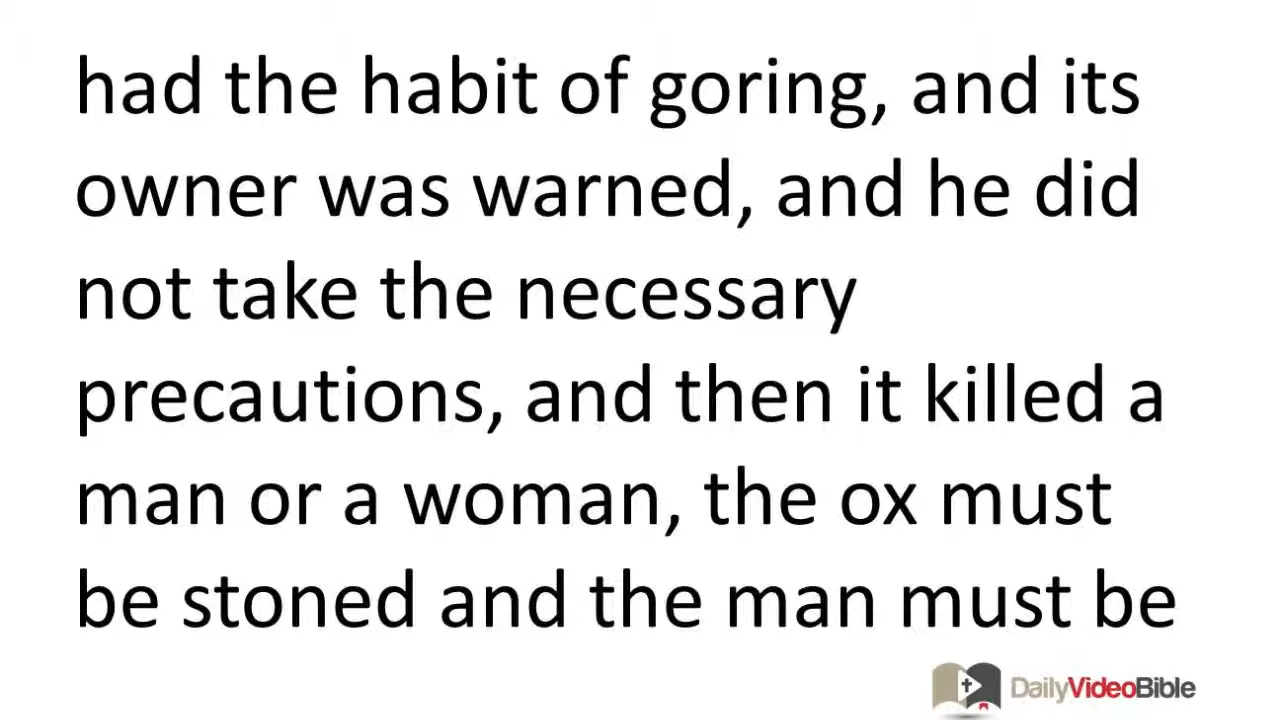 had the habit of goring, and its
owner was warned, and he did
not take the necessary
precautions, and then it killed a
man or a woman, the ox must
be stoned and the man must be
DailyVideoBible